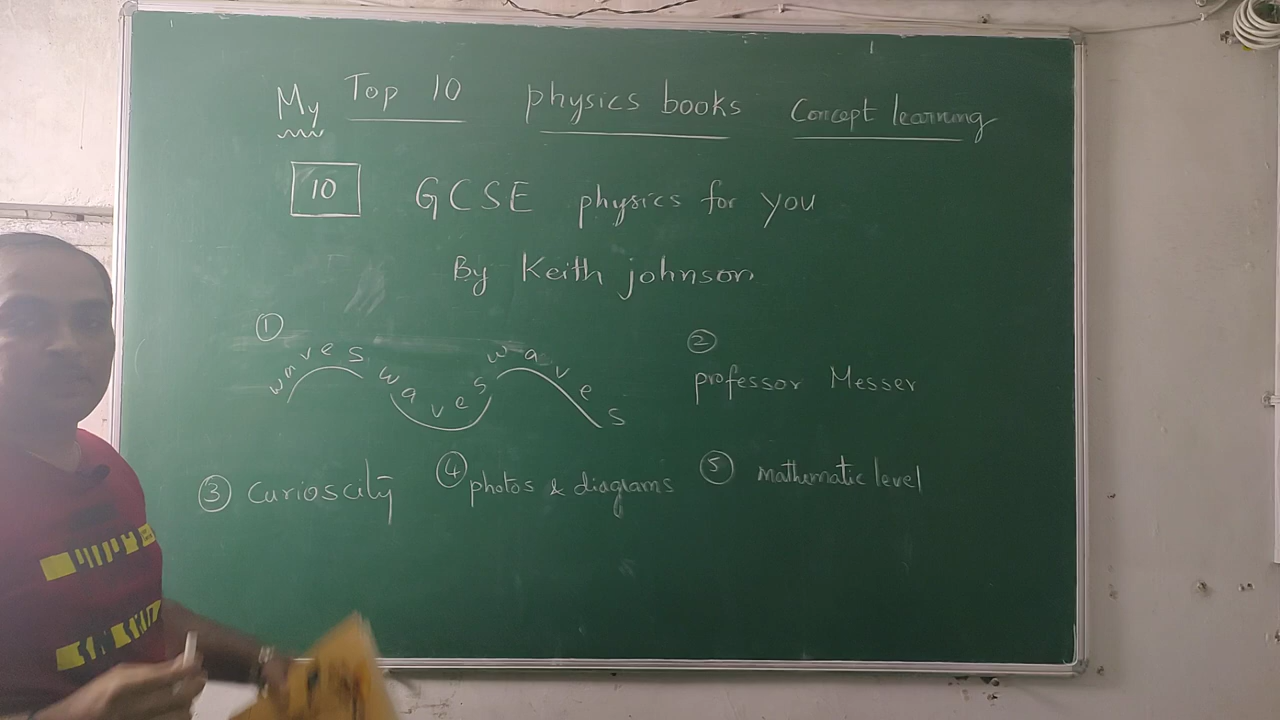 My Top 10 physics books Concept learning
10 GCSE physics for you
By Keith johnson
① waves waves waves
② professor Messer
③ Curioscity ④ photos & diagrams ⑤ mathematic level